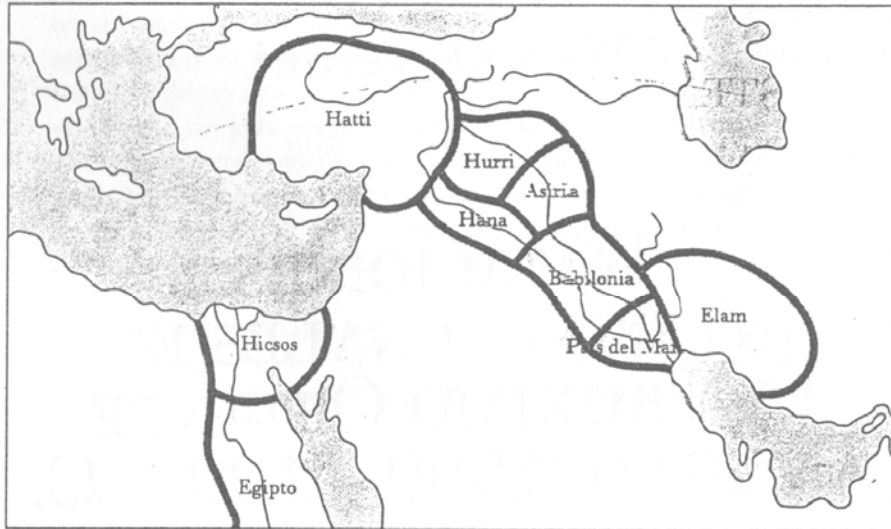 Hatti
Hurri
Asiria
Hana
Babilonia
Elam
País del Mar
Hicsos
Egipto